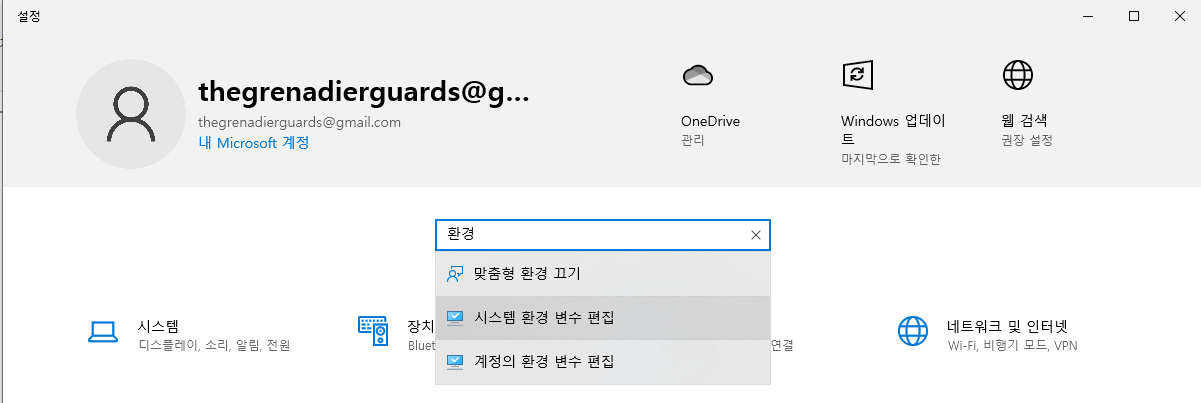 설정
thegrenadierguards@g...
thegrenadierguards@gmail.com
내 Microsoft 계정
OneDrive
관리
Windows 업데이
트
마지막으로 확인한
웹 검색
권장 설정
환경
맞춤형 환경 끄기
시스템 환경 변수 편집
계정의 환경 변수 편집
시스템
디스플레이, 소리, 알림, 전원
장치
Bluet
연결
네트워크 및 인터넷
Wi-Fi, 비행기 모드, VPN